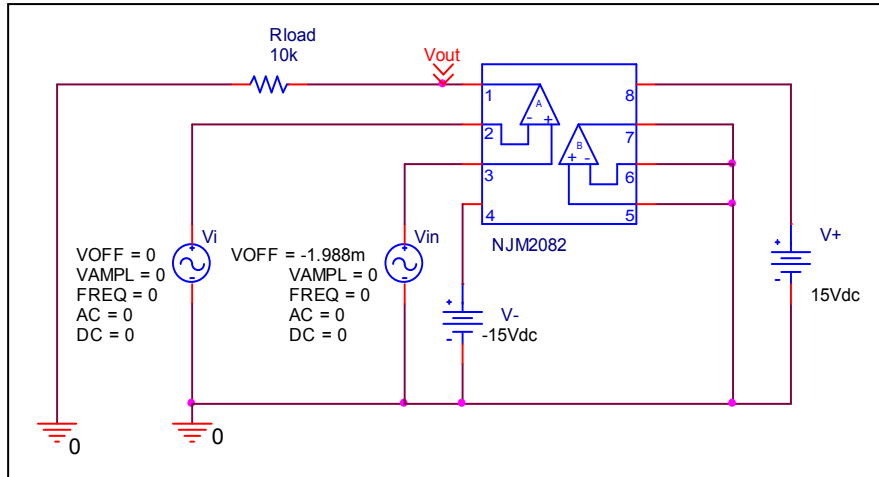 Rload
10k
Vout
1
2
3
4
A
- +
B
+ -
8
7
6
5
NJM2082
Vi
VOFF = 0
VAMPL = 0
FREQ = 0
AC = 0
DC = 0
Vin
VOFF = -1.988m
VAMPL = 0
FREQ = 0
AC = 0
DC = 0
+
-
+
-
+
-
V-
-15Vdc
+
-
V+
15Vdc
0
0